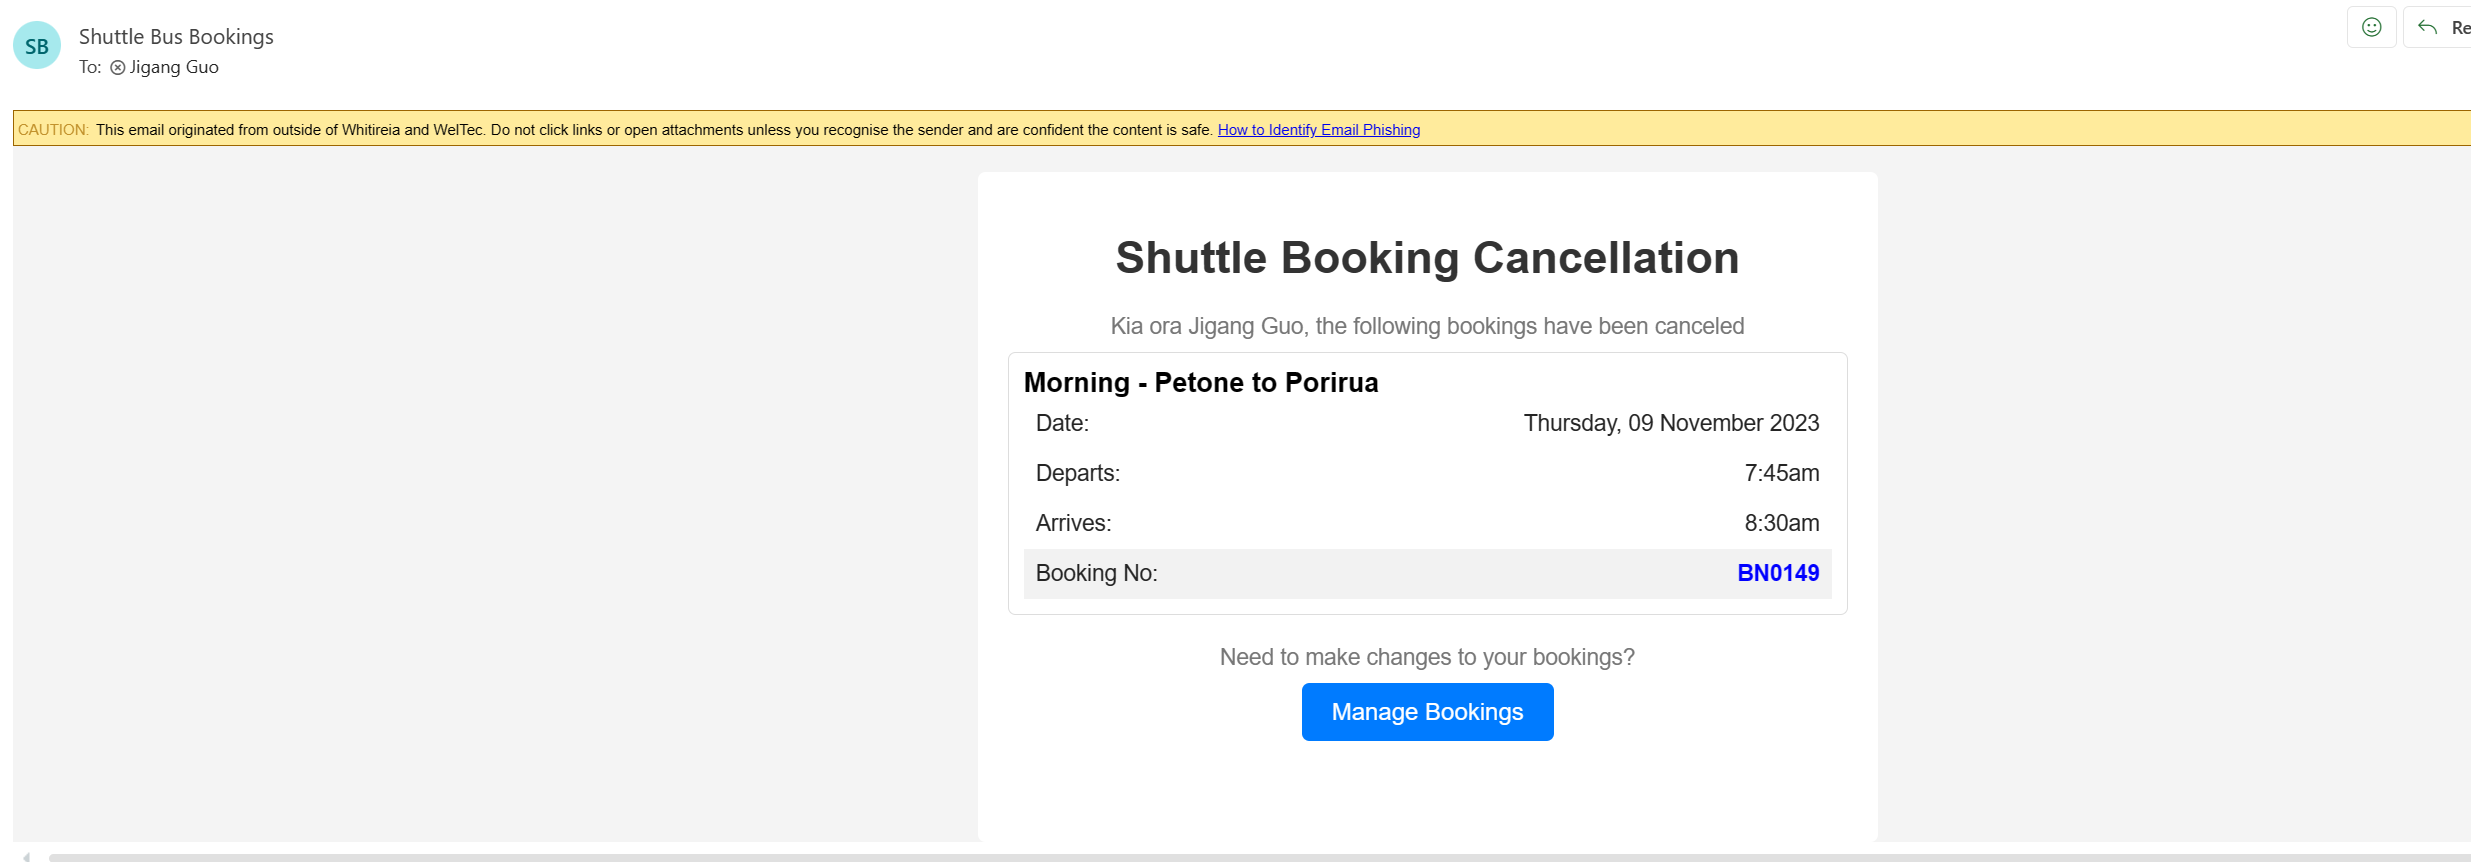 SB
Shuttle Bus Bookings
To: Jigang Guo
Re
CAUTION: This email originated from outside of Whitireia and WelTec. Do not click links or open attachments unless you recognise the sender and are confident the content is safe. How to Identify Email Phishing
Shuttle Booking Cancellation
Kia ora Jigang Guo, the following bookings have been canceled
Morning - Petone to Porirua
Date: Thursday, 09 November 2023
Departs: 7:45am
Arrives: 8:30am
Booking No: BN0149
Need to make changes to your bookings?
Manage Bookings